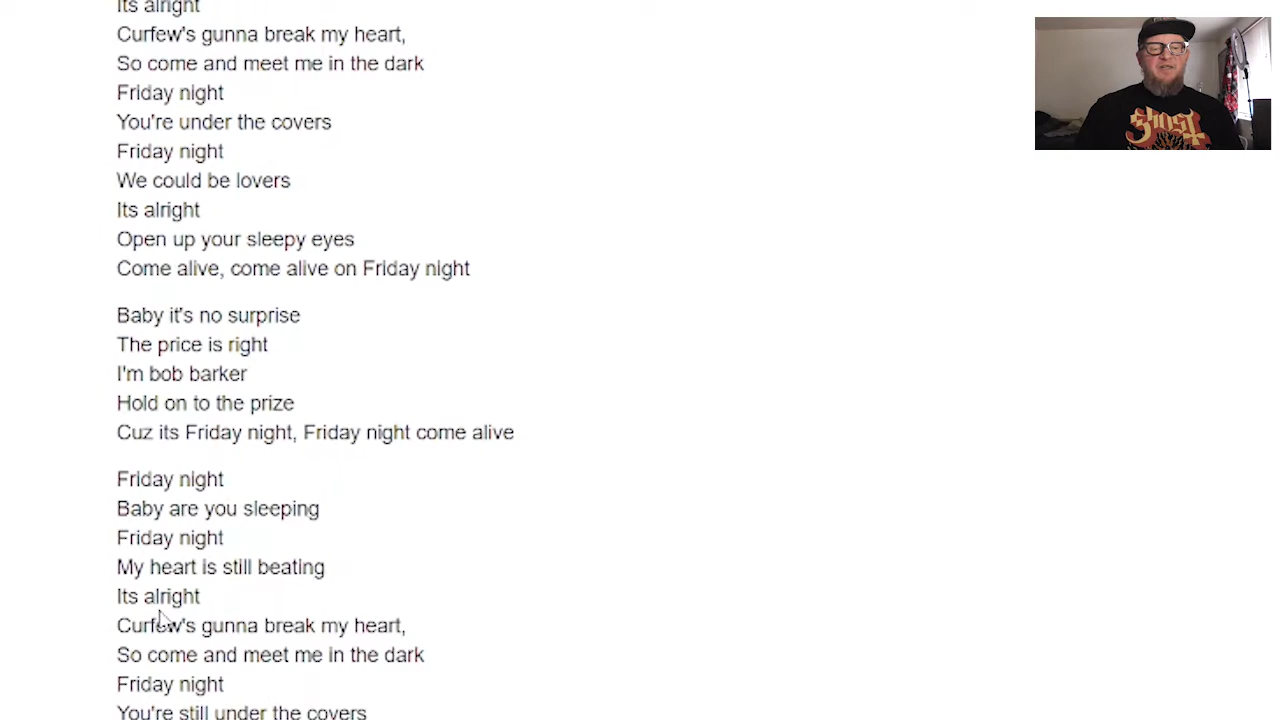 Its alright
Curfew's gunna break my heart,
So come and meet me in the dark
Friday night
You're under the covers
Friday night
We could be lovers
Its alright
Open up your sleepy eyes
Come alive, come alive on Friday night
Baby it's no surprise
The price is right
I'm bob barker
Hold on to the prize
Cuz its Friday night, Friday night come alive
Friday night
Baby are you sleeping
Friday night
My heart is still beating
Its alright
Curfew's gunna break my heart,
So come and meet me in the dark
Friday night
You're still under the covers
Ghost